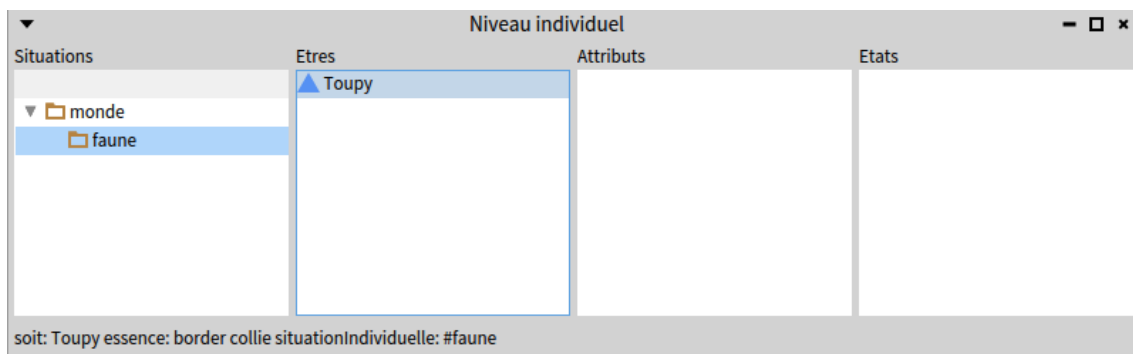 Niveau individuel
Situations Etres Attributs Etats
Toupy
monde
faune
soit: Toupy essence: border collie situationIndividuelle: #faune